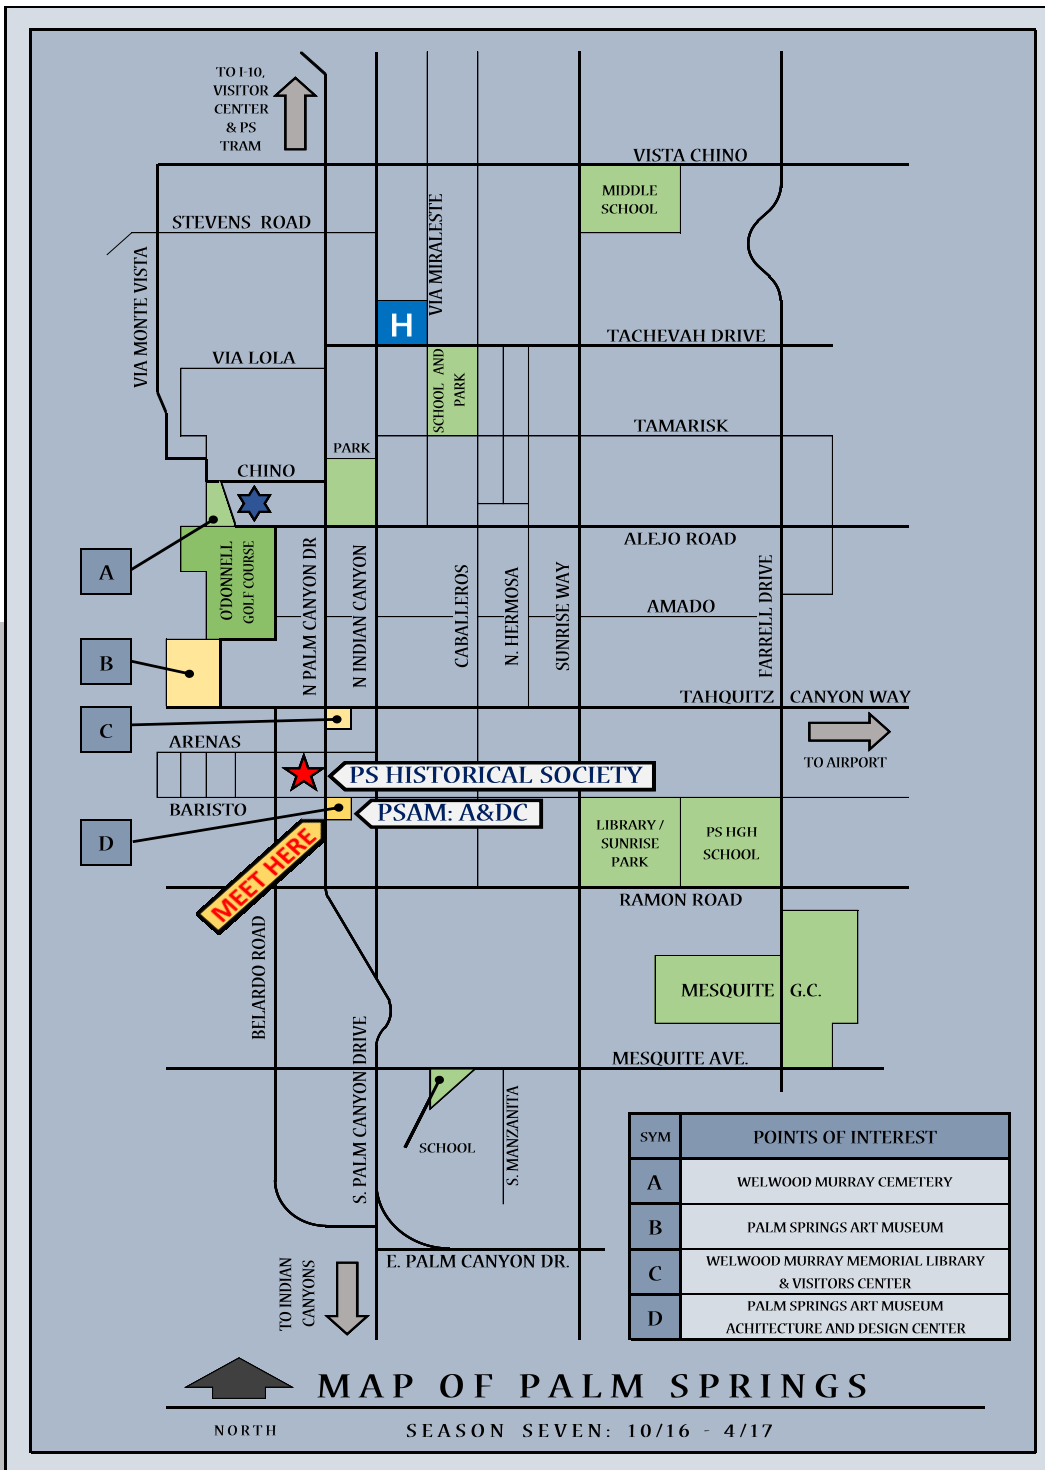 TO I-10,
VISITOR
CENTER
& PS
TRAM
VISTA CHINO
MIDDLE
SCHOOL
STEVENS ROAD
VIA MIRALESTE
VIA MONTE VISTA
H
TACHEVAH DRIVE
VIA LOLA
SCHOOL AND
PARK
TAMARISK
PARK
CHINO
ALEJO ROAD
A
O'DONNELL
GOLF COURSE
N PALM CANYON DR
N INDIAN CANYON
CABALLEROS
N. HERMOSA
SUNRISE WAY
FARRELL DRIVE
AMADO
B
TAHQUITZ CANYON WAY
C
ARENAS
TO AIRPORT
PS HISTORICAL SOCIETY
BARISTO
PSAM: A&DC
D
MEET HERE
LIBRARY /
SUNRISE
PARK
PS HGH
SCHOOL
RAMON ROAD
BELARDO ROAD
MESQUITE G.C.
MESQUITE AVE.
S. PALM CANYON DRIVE
SCHOOL
S. MANZANITA
E. PALM CANYON DR.
TO INDIAN
CANYONS
SYM POINTS OF INTEREST
A WELWOOD MURRAY CEMETERY
B PALM SPRINGS ART MUSEUM
C WELWOOD MURRAY MEMORIAL LIBRARY
& VISITORS CENTER
D PALM SPRINGS ART MUSEUM
ACHITECTURE AND DESIGN CENTER
MAP OF PALM SPRINGS
NORTH
SEASON SEVEN: 10/16 - 4/17